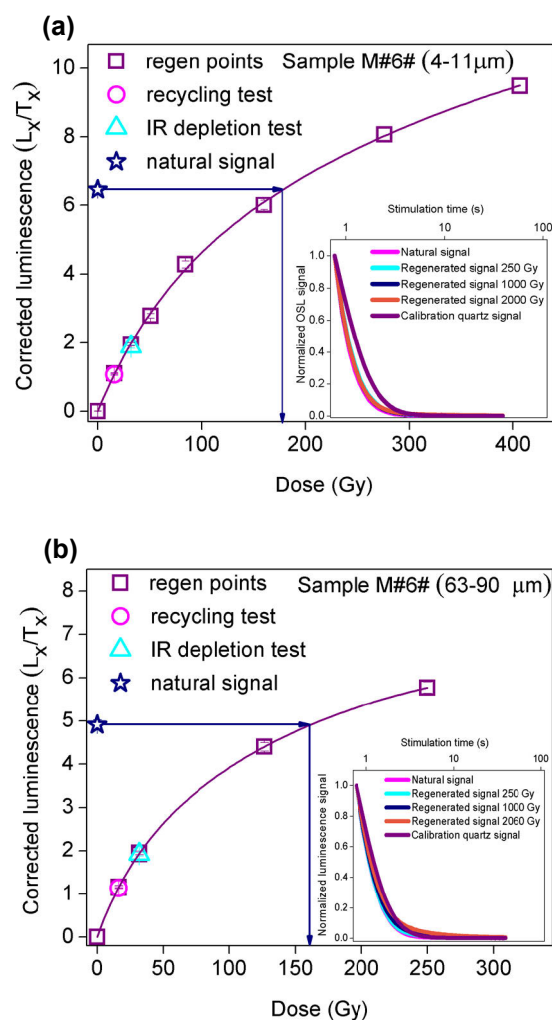 (a)
regen points Sample M#6# (4-11μm)
recycling test
IR depletion test
natural signal
Corrected luminescence (Lx/Tx)
10
8
6
4
2
0
0 100 200 300 400
Dose (Gy)
Stimulation time (s)
1 10 100
Normalized OSL signal
1.0
0.8
0.6
0.4
0.2
0.0
Natural signal
Regenerated signal 250 Gy
Regenerated signal 1000 Gy
Regenerated signal 2000 Gy
Calibration quartz signal
(b)
regen points Sample M#6# (63-90 μm)
recycling test
IR depletion test
natural signal
Corrected luminescence (Lx/Tx)
8
7
6
5
4
3
2
1
0
0 50 100 150 200 250 300
Dose (Gy)
Stimulation time (s)
1 10 100
Normalized luminescence signal
1.0
0.8
0.6
0.4
0.2
0.0
Natural signal
Regenerated signal 250 Gy
Regenerated signal 1000 Gy
Regenerated signal 2060 Gy
Calibration quartz signal